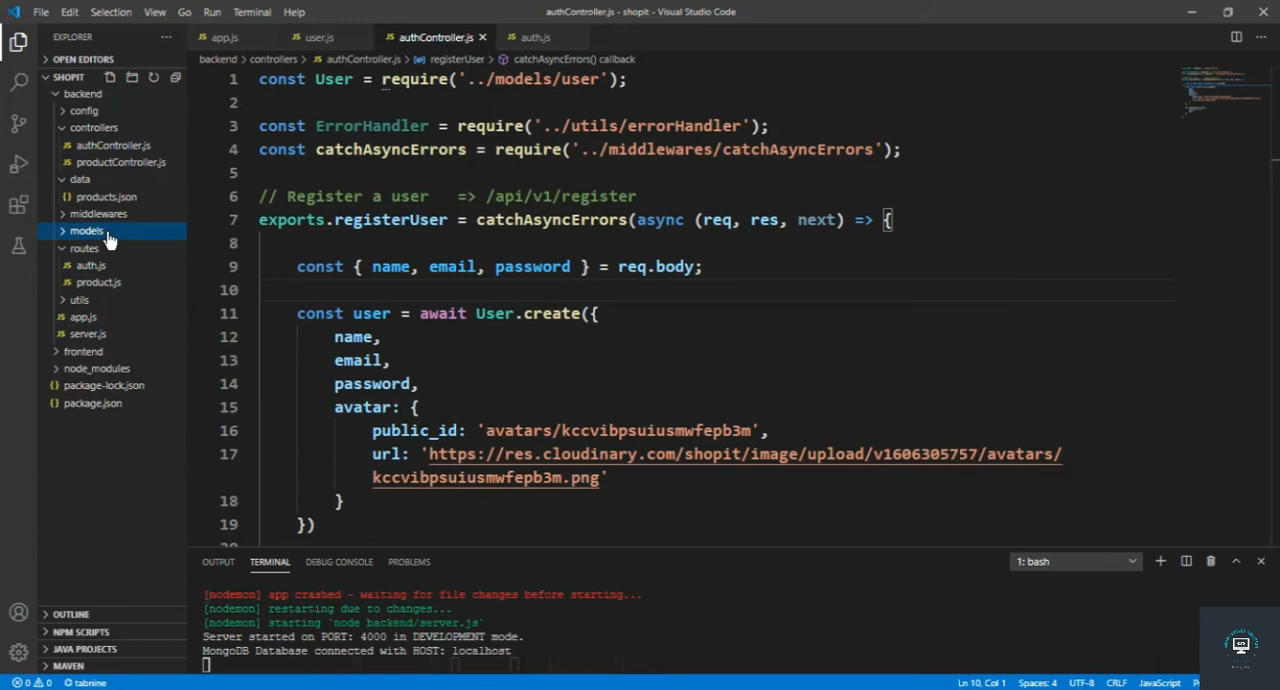 File Edit Selection View Go Run Terminal Help
authController.js - shopit - Visual Studio Code
EXPLORER
OPEN EDITORS
SHOPIT
backend
config
controllers
authController.js
productController.js
data
products.json
middlewares
models
routes
auth.js
product.js
utils
app.js
server.js
frontend
node_modules
package-lock.json
package.json
OUTLINE
NPM SCRIPTS
JAVA PROJECTS
MAVEN
app.js user.js authController.js auth.js
backend > controllers > authController.js > registerUser > catchAsyncErrors() callback
1 const User = require('../models/user');
2
3 const ErrorHandler = require('../utils/errorHandler');
4 const catchAsyncErrors = require('../middlewares/catchAsyncErrors');
5
6 // Register a user => /api/v1/register
7 exports.registerUser = catchAsyncErrors(async (req, res, next) => {
8
9 const { name, email, password } = req.body;
10
11 const user = await User.create({
12 name,
13 email,
14 password,
15 avatar: {
16 public_id: 'avatars/kccvibpsuiusmwfepb3m',
17 url: 'https://res.cloudinary.com/shopit/image/upload/v1606305757/avatars/
kccvibpsuiusmwfepb3m.png'
18 }
19 })
OUTPUT TERMINAL DEBUG CONSOLE PROBLEMS
1: bash
[nodemon] app crashed - waiting for file changes before starting...
[nodemon] restarting due to changes...
[nodemon] starting `node backend/server.js`
Server started on PORT: 4000 in DEVELOPMENT mode.
MongoDB Database connected with HOST: localhost
0 0 tabnine
Ln 10, Col 1 Spaces: 4 UTF-8 CRLF JavaScript